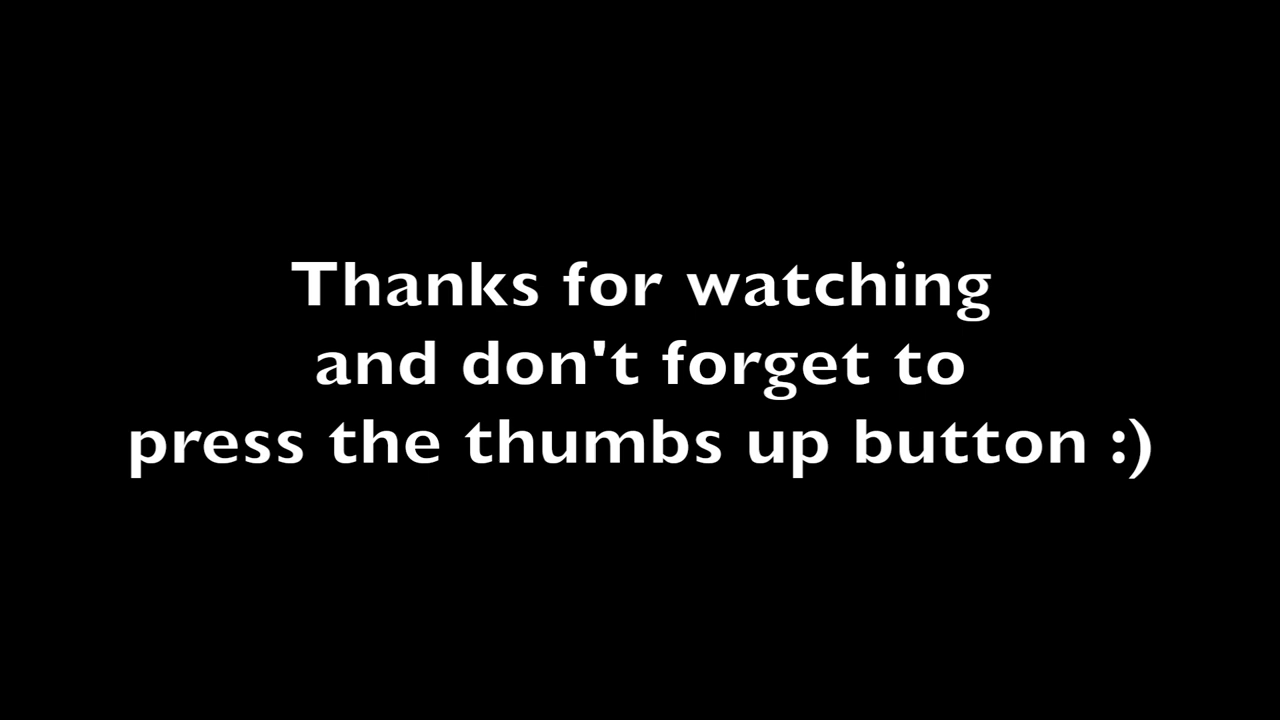 Thanks for watching
and don't forget to
press the thumbs up button :)